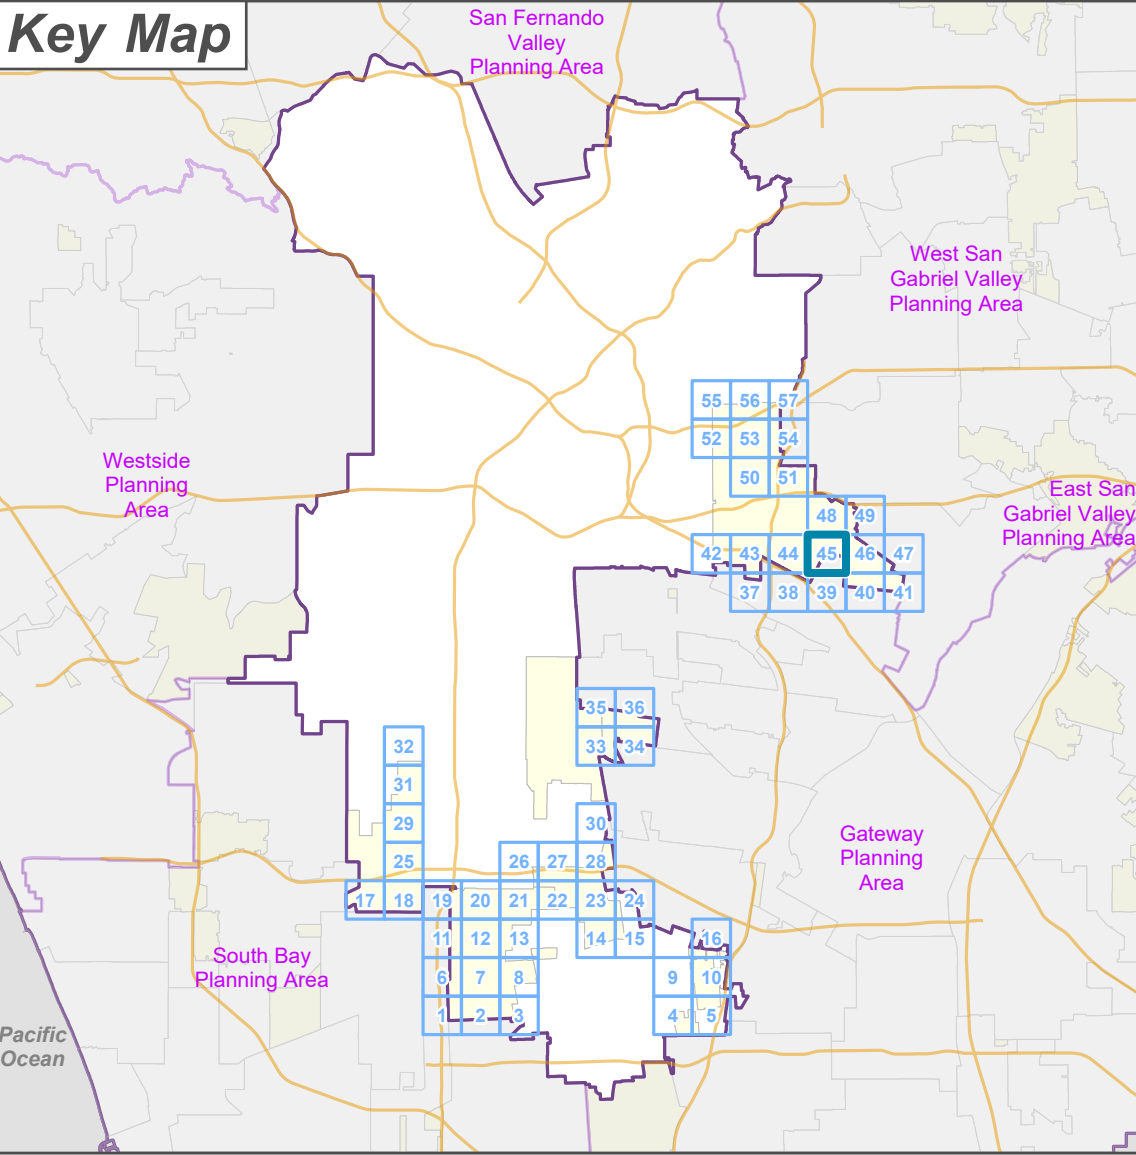 Key Map
San Fernando
Valley
Planning Area
West San
Gabriel Valley
Planning Area
55 56 57
52 53 54
Westside
Planning
Area
50 51
East San
Gabriel Valley
Planning Area
48 49
42 43 44 45 46 47
37 38 39 40 41
35 36
33 34
32
31
29
30
Gateway
Planning
Area
25
26 27 28
17 18 19 20 21 22 23 24
11 12 13 14 15 16
South Bay
Planning Area
6 7 8 9 10
1 2 3 4 5
Pacific
Ocean